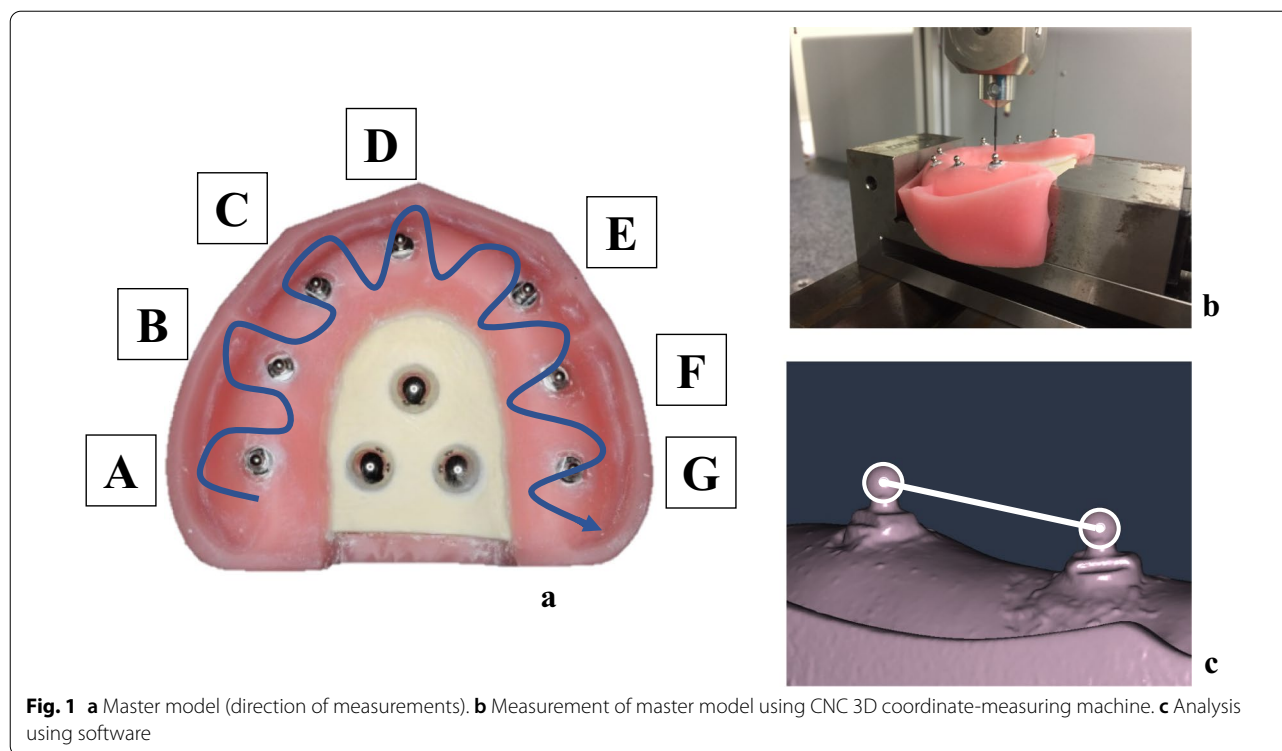 D
C
E
B
F
A
G
a
b
c
Fig. 1 a Master model (direction of measurements). b Measurement of master model using CNC 3D coordinate-measuring machine. c Analysis
using software